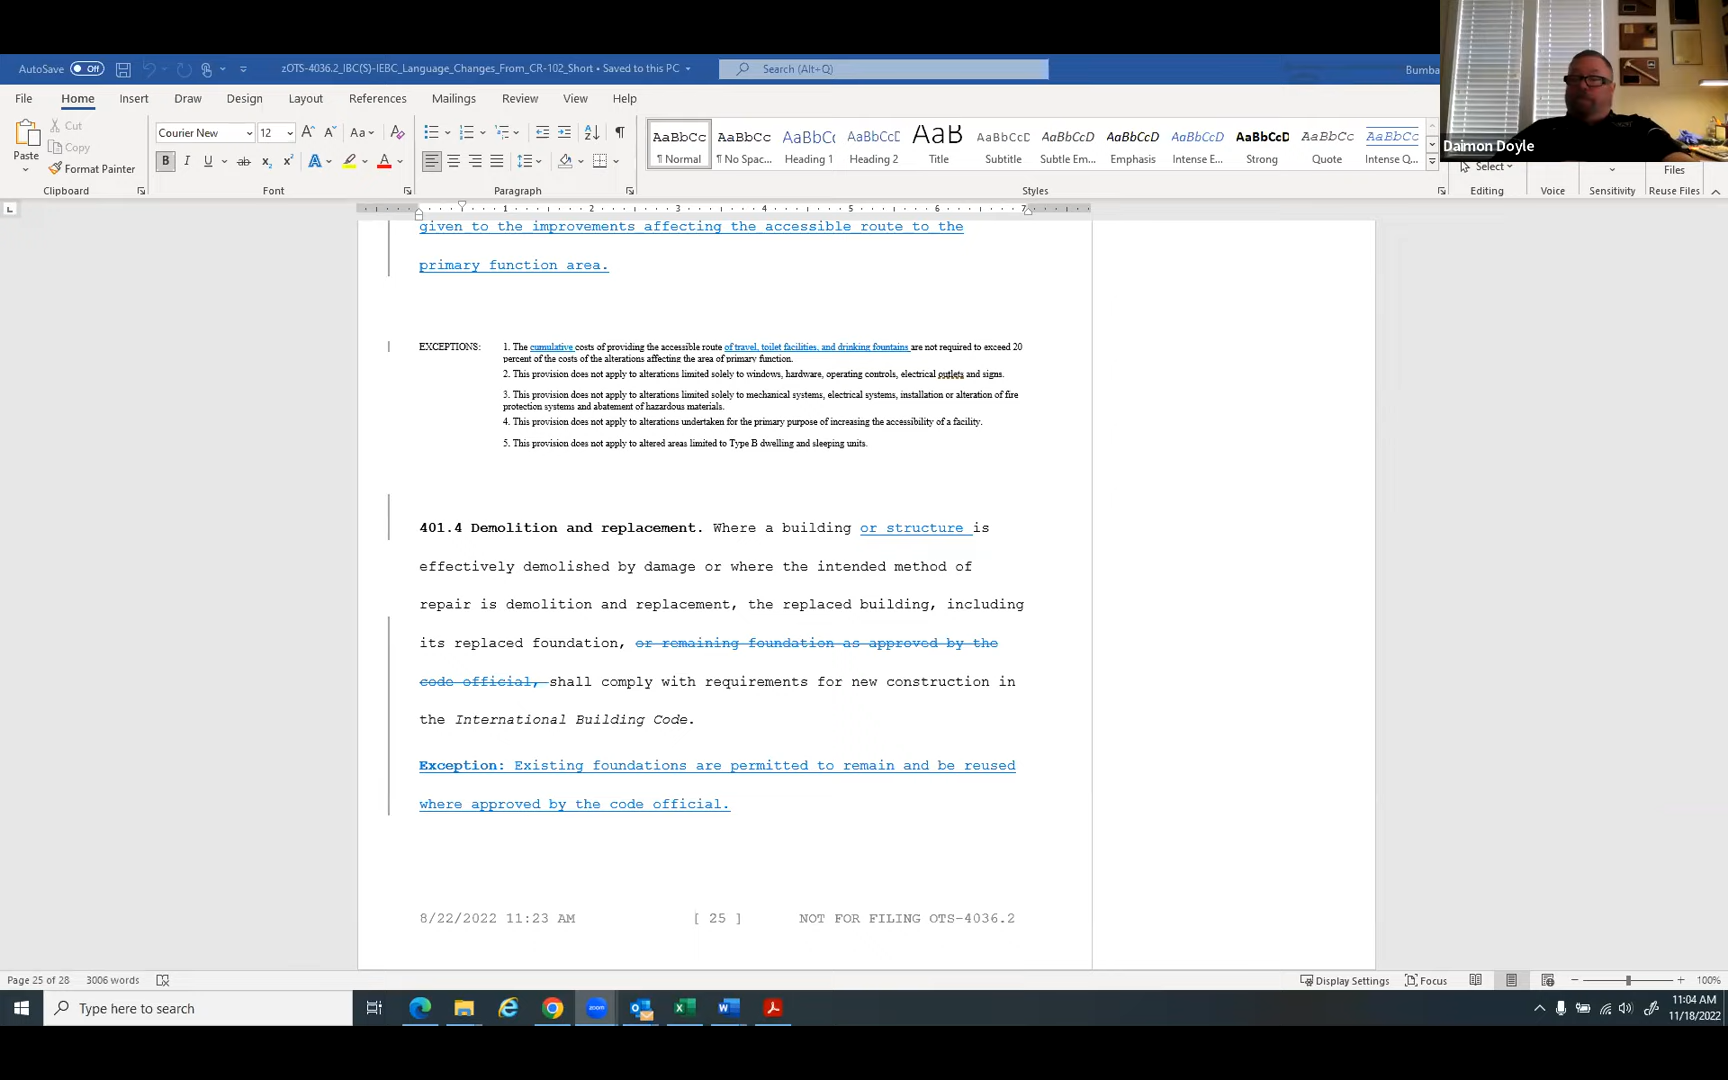 AutoSave Off zOTS-4036.2_IBC(S)-IEBC_Language_Changes_From_CR-102_Short • Saved to this PC Search (Alt+Q) Bumba
File Home Insert Draw Design Layout References Mailings Review View Help
Daimon Doyle
Paste
Cut
Copy
Format Painter
Courier New 12
AaBbCc AaBbCc AaBbCc AaBbCcD AaB AaBbCcD AaBbCcD AaBbCcD AaBbCcD AaBbCcD AaBbCcD AaBbCcD
¶ Normal ¶ No Spac... Heading 1 Heading 2 Title Subtitle Subtle Em... Emphasis Intense E... Strong Quote Intense Q...
Select
Files
Clipboard Font Paragraph Styles Editing Voice Sensitivity Reuse Files
1 2 3 4 5 6 7
given to the improvements affecting the accessible route to the
primary function area.
EXCEPTIONS: 1. The cumulative costs of providing the accessible route of travel, toilet facilities, and drinking fountains are not required to exceed 20
percent of the costs of the alterations affecting the area of primary function.
2. This provision does not apply to alterations limited solely to windows, hardware, operating controls, electrical outlets and signs.
3. This provision does not apply to alterations limited solely to mechanical systems, electrical systems, installation or alteration of fire
protection systems and abatement of hazardous materials.
4. This provision does not apply to alterations undertaken for the primary purpose of increasing the accessibility of a facility.
5. This provision does not apply to altered areas limited to Type B dwelling and sleeping units.
401.4 Demolition and replacement. Where a building or structure is
effectively demolished by damage or where the intended method of
repair is demolition and replacement, the replaced building, including
its replaced foundation, or remaining foundation as approved by the
code official, shall comply with requirements for new construction in
the International Building Code.
Exception: Existing foundations are permitted to remain and be reused
where approved by the code official.
8/22/2022 11:23 AM [ 25 ] NOT FOR FILING OTS-4036.2
Page 25 of 28 3006 words Display Settings Focus 100%
Type here to search
11:04 AM
11/18/2022